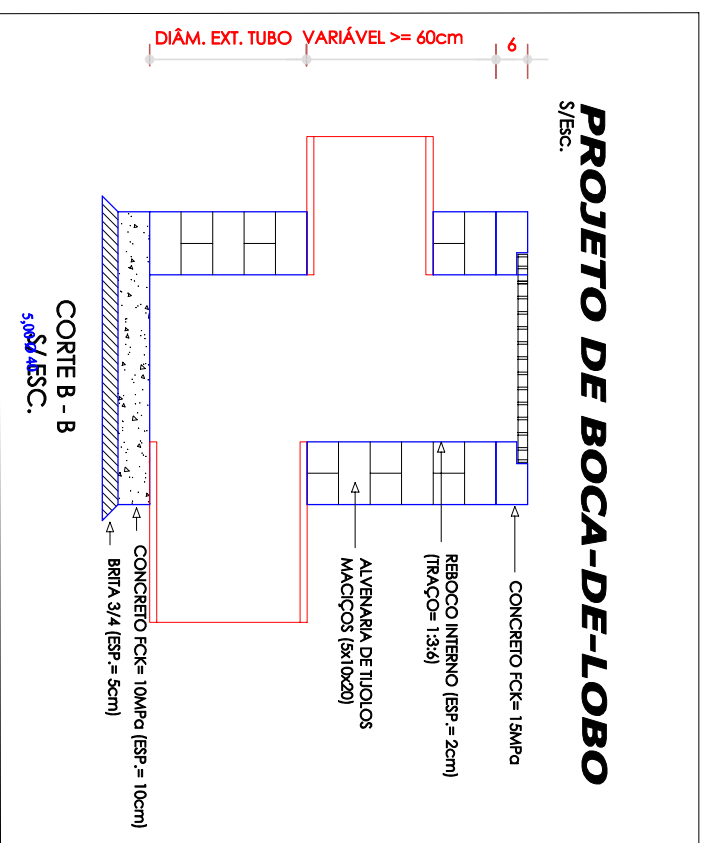 PROJETO DE BOCA-DE-LOBO
S/Esc.
DIÂM. EXT. TUBO
VARIÁVEL >= 60cm
6
CONCRETO FCK= 15MPa
REBOCO INTERNO (ESP.= 2cm)
(TRAÇO= 1:3:6)
ALVENARIA DE TIJOLOS
MACIÇOS (5x10x20)
CONCRETO FCK= 10MPa (ESP.= 10cm)
BRITA 3/4 (ESP.= 5cm)
CORTE B - B
S/ESC.